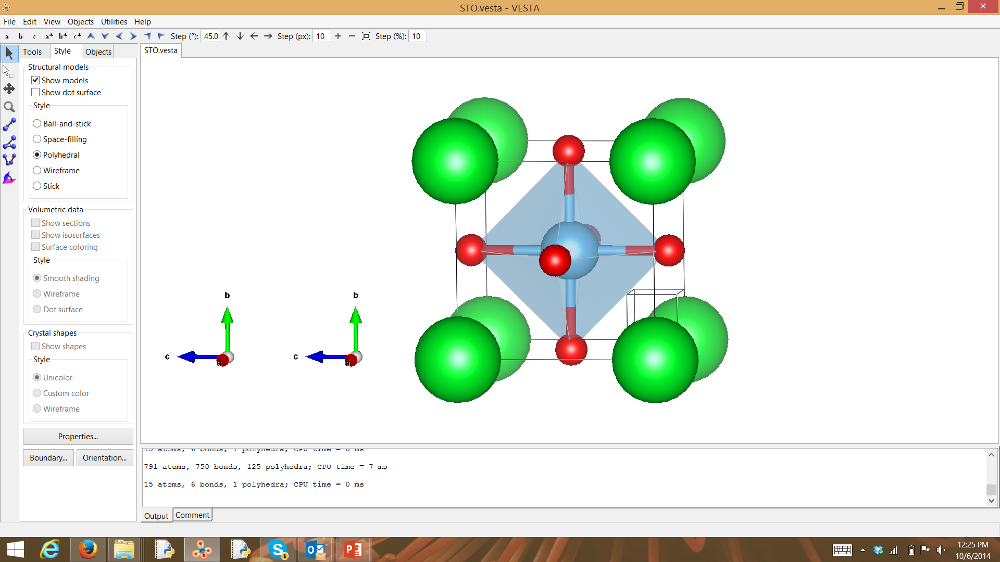 STO.vesta - VESTA
File Edit View Objects Utilities Help
a b c a* b* c* Step (°): 45.0 Step (px): 10 Step (%): 10
Tools Style Objects
STO.vesta
Structural models
Show models
Show dot surface
Style
Ball-and-stick
Space-filling
Polyhedral
Wireframe
Stick
Volumetric data
Show sections
Show isosurfaces
Surface coloring
Style
Smooth shading
Wireframe
Dot surface
Crystal shapes
Show shapes
Style
Unicolor
Custom color
Wireframe
Properties...
Boundary... Orientation...
b b
c a c a
15 atoms, 6 bonds, 1 polyhedra; CPU time = 0 ms
791 atoms, 750 bonds, 125 polyhedra; CPU time = 7 ms
15 atoms, 6 bonds, 1 polyhedra; CPU time = 0 ms
Output Comment
12:25 PM
10/6/2014